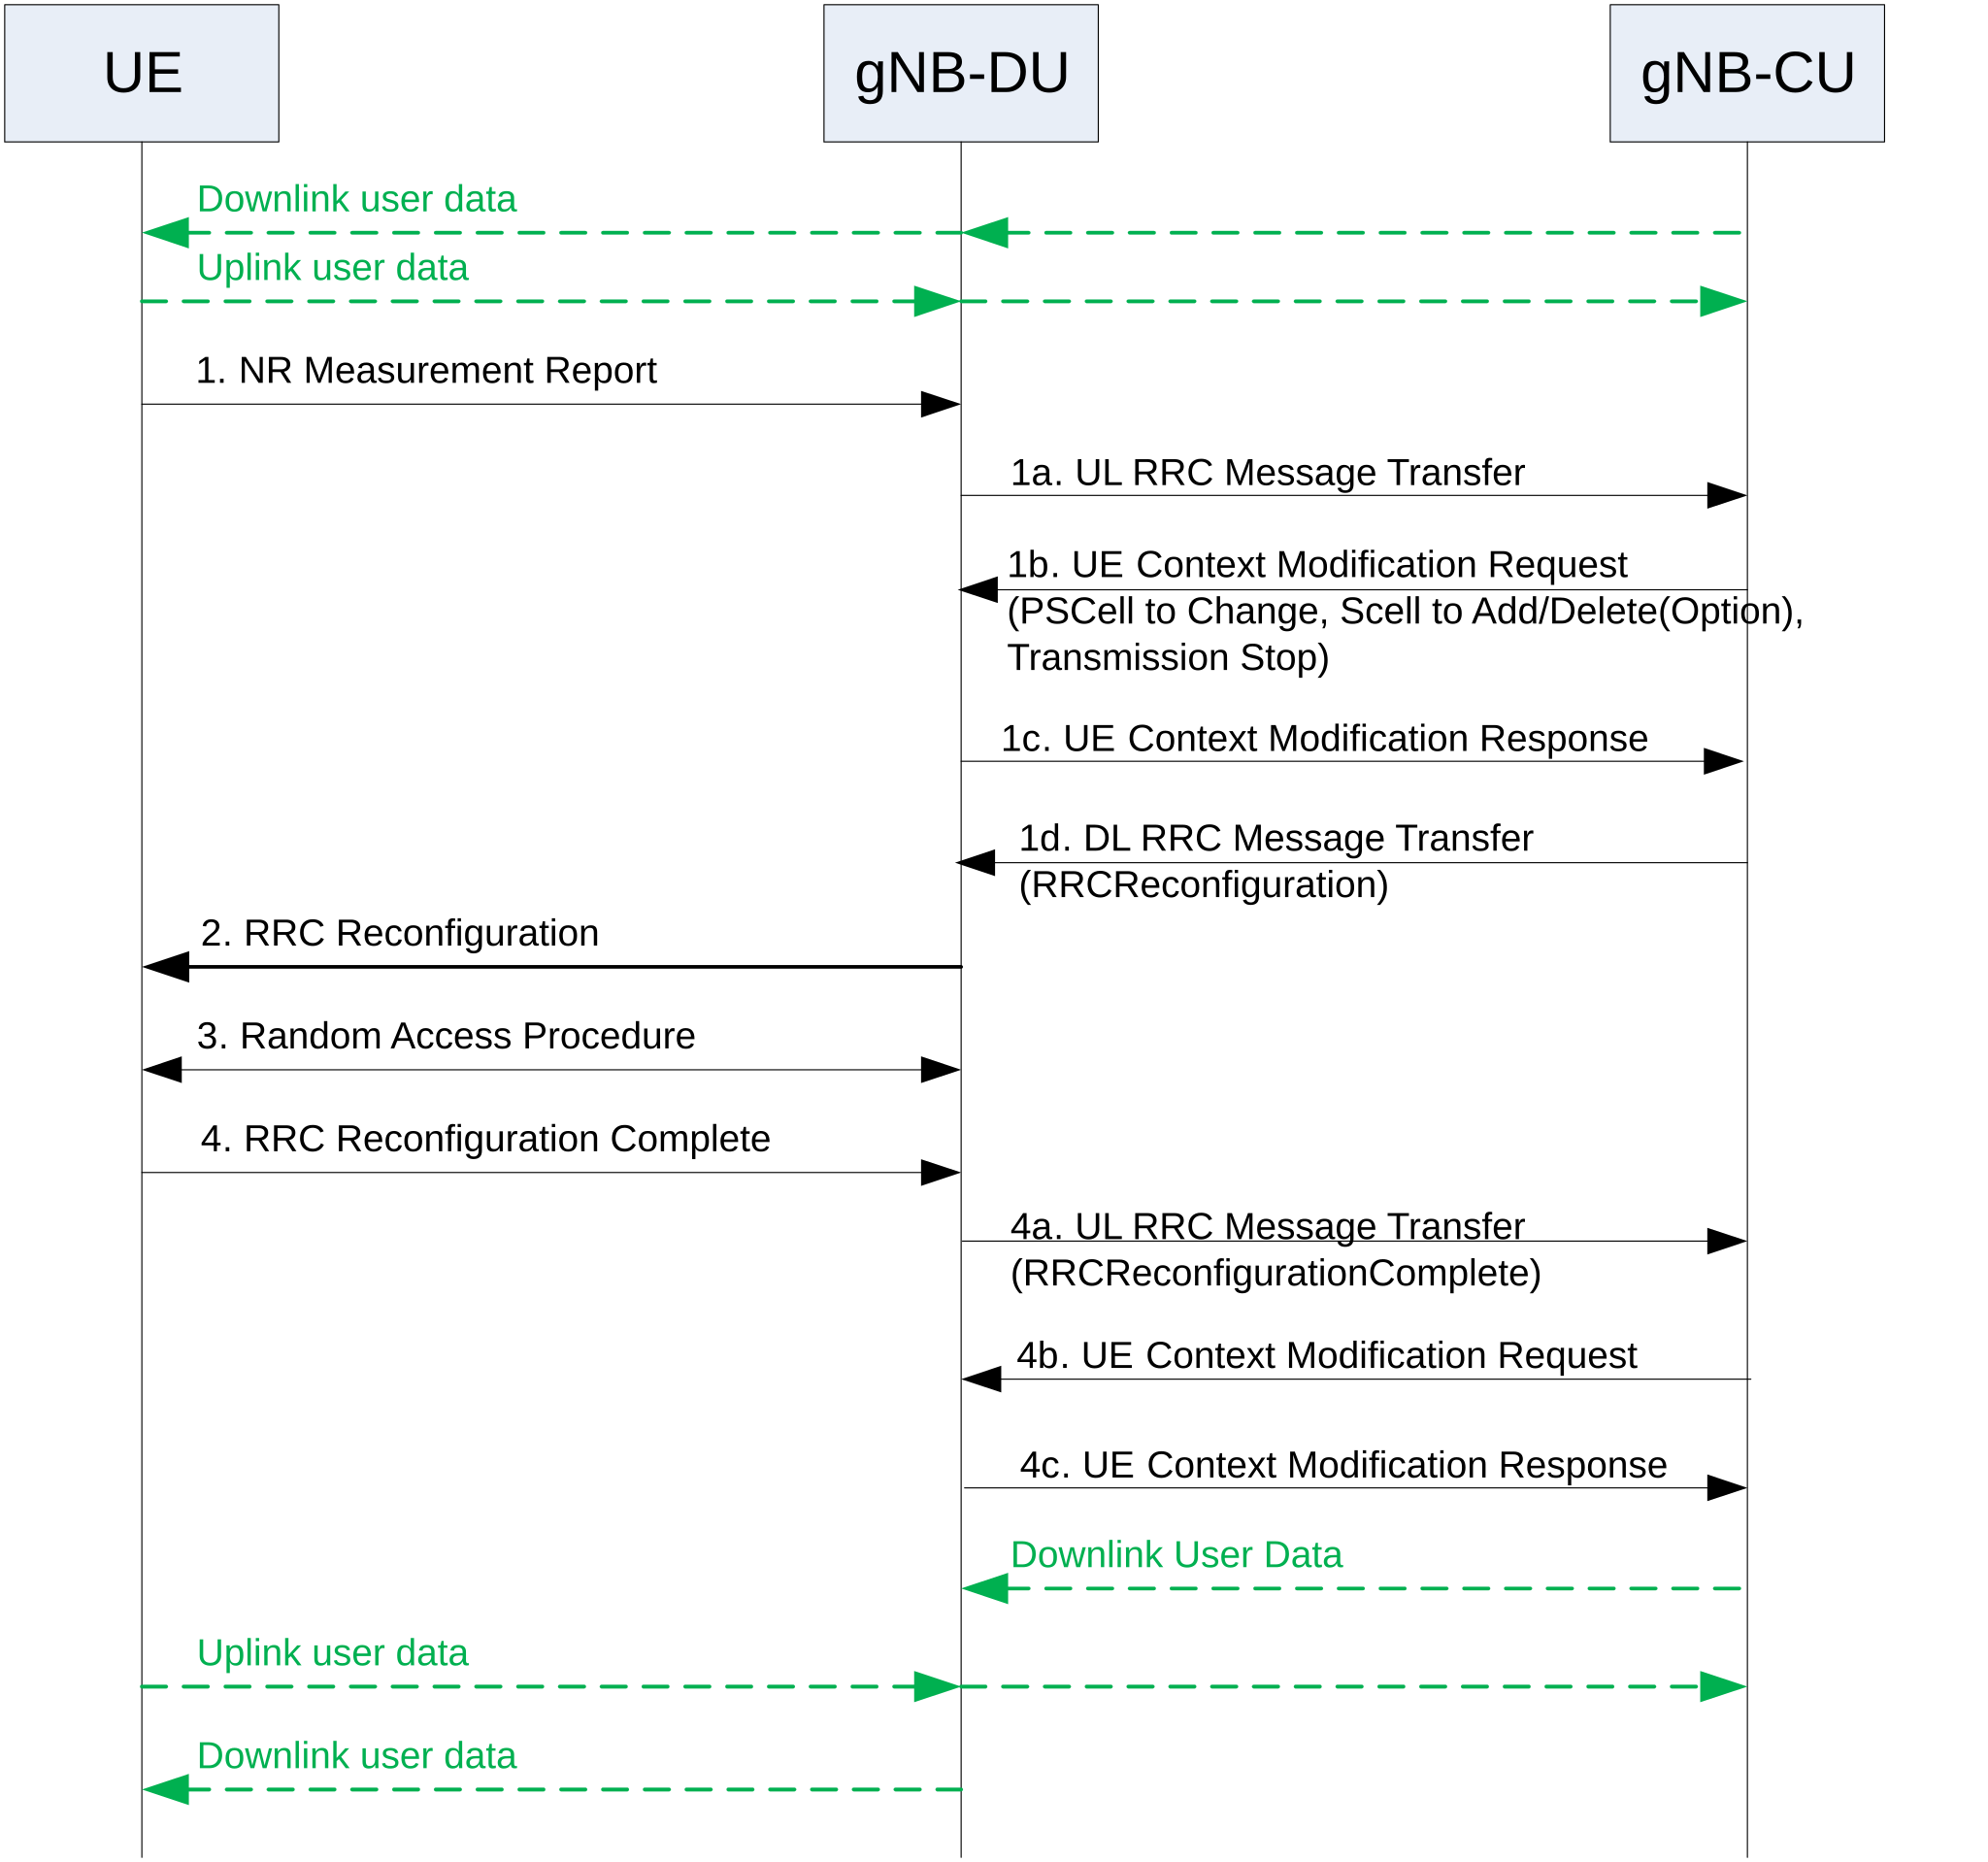 UE
gNB-DU
gNB-CU
Downlink user data
Uplink user data
1. NR Measurement Report
1a. UL RRC Message Transfer
1b. UE Context Modification Request
(PSCell to Change, Scell to Add/Delete(Option),
Transmission Stop)
1c. UE Context Modification Response
1d. DL RRC Message Transfer
(RRCReconfiguration)
2. RRC Reconfiguration
3. Random Access Procedure
4. RRC Reconfiguration Complete
4a. UL RRC Message Transfer
(RRCReconfigurationComplete)
4b. UE Context Modification Request
4c. UE Context Modification Response
Downlink User Data
Uplink user data
Downlink user data